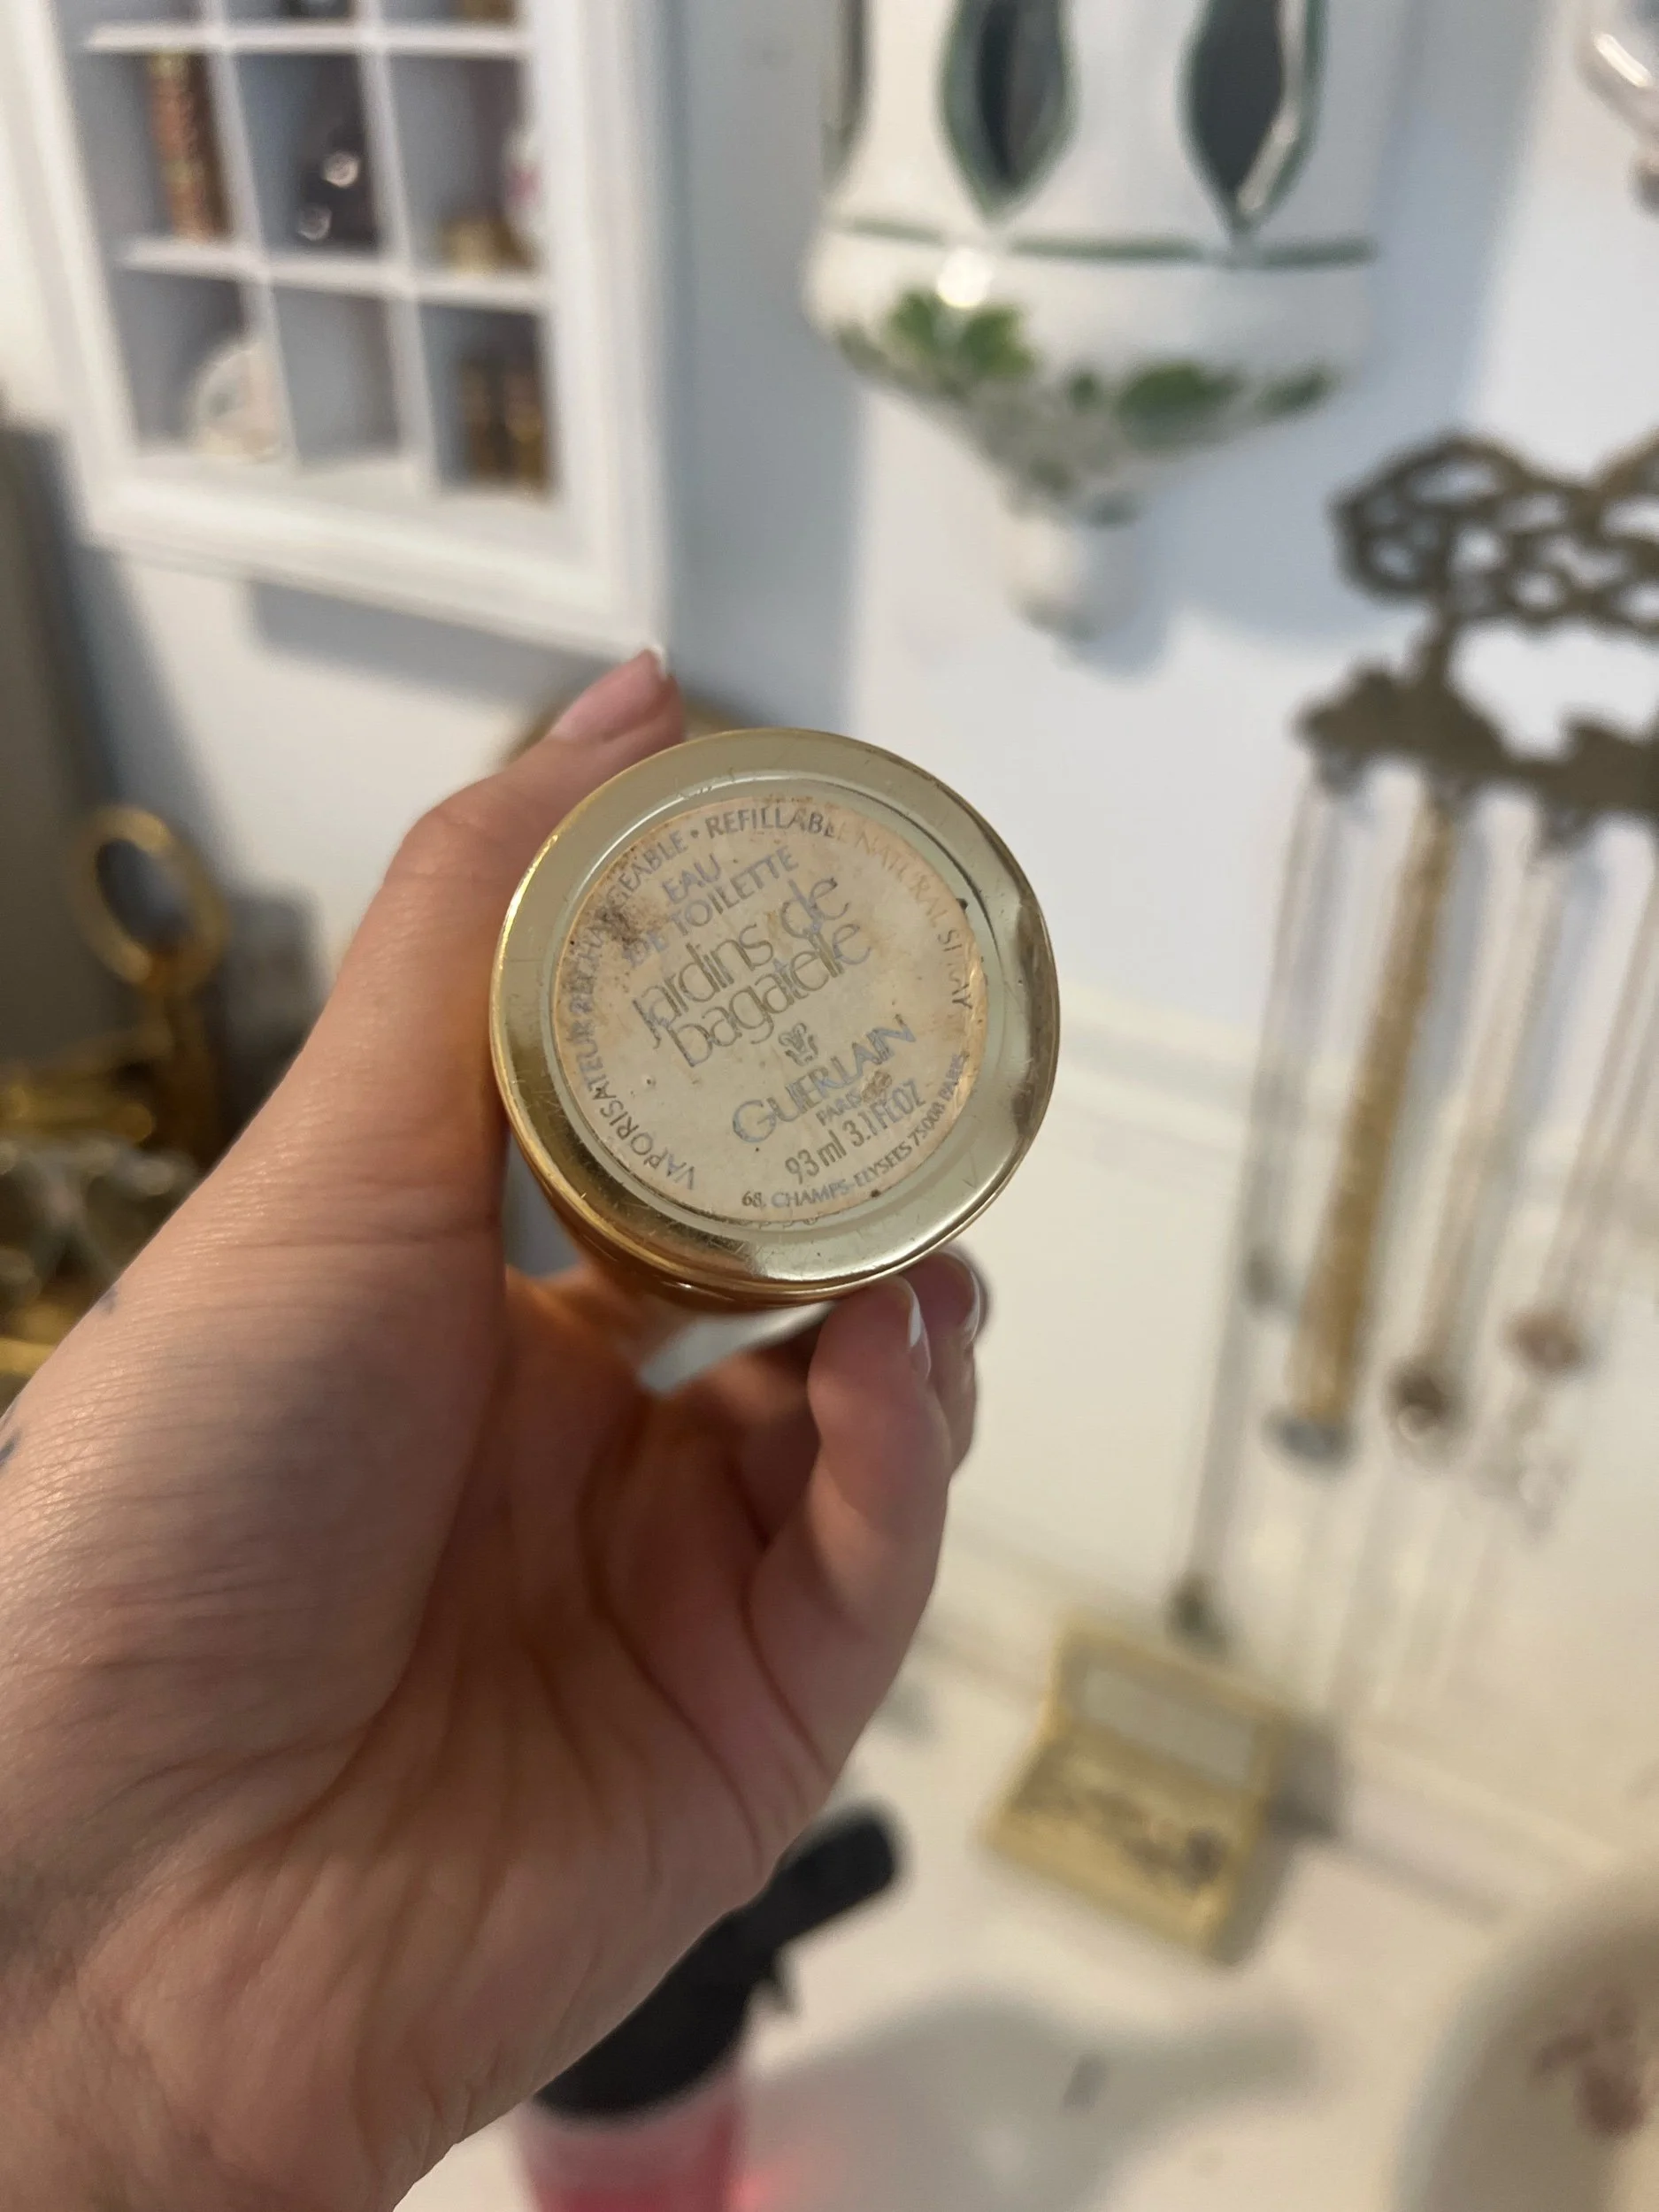 VAPORISATEUR RECHARGEABLE • REFILLABLE NATURAL SPRAY
EAU
DE TOILETTE
Jardins de
bagatelle
GUERLAIN
PARIS
93 ml 3.1 FL.OZ
68, CHAMPS-ELYSEES 75008 PARIS